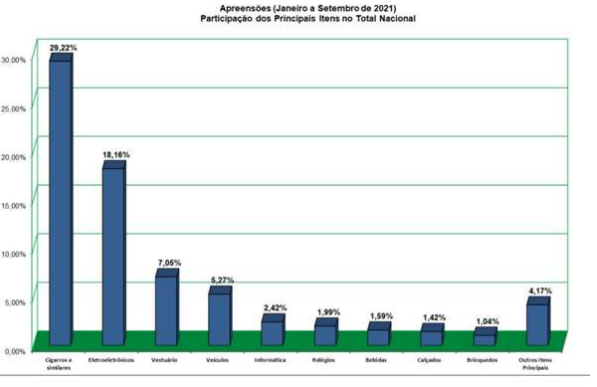 Apreensões (Janeiro a Setembro de 2021)
Participação dos Principais Itens no Total Nacional
30,00%
25,00%
20,00%
15,00%
10,00%
5,00%
0,00%
29,22%
18,16%
7,05%
5,27%
2,42%
1,99%
1,59%
1,42%
1,04%
4,17%
Cigarros e
similares
Eletroeletrônicos
Vestuário
Veículos
Informática
Relógios
Bebidas
Calçados
Brinquedos
Outros Itens
Principais